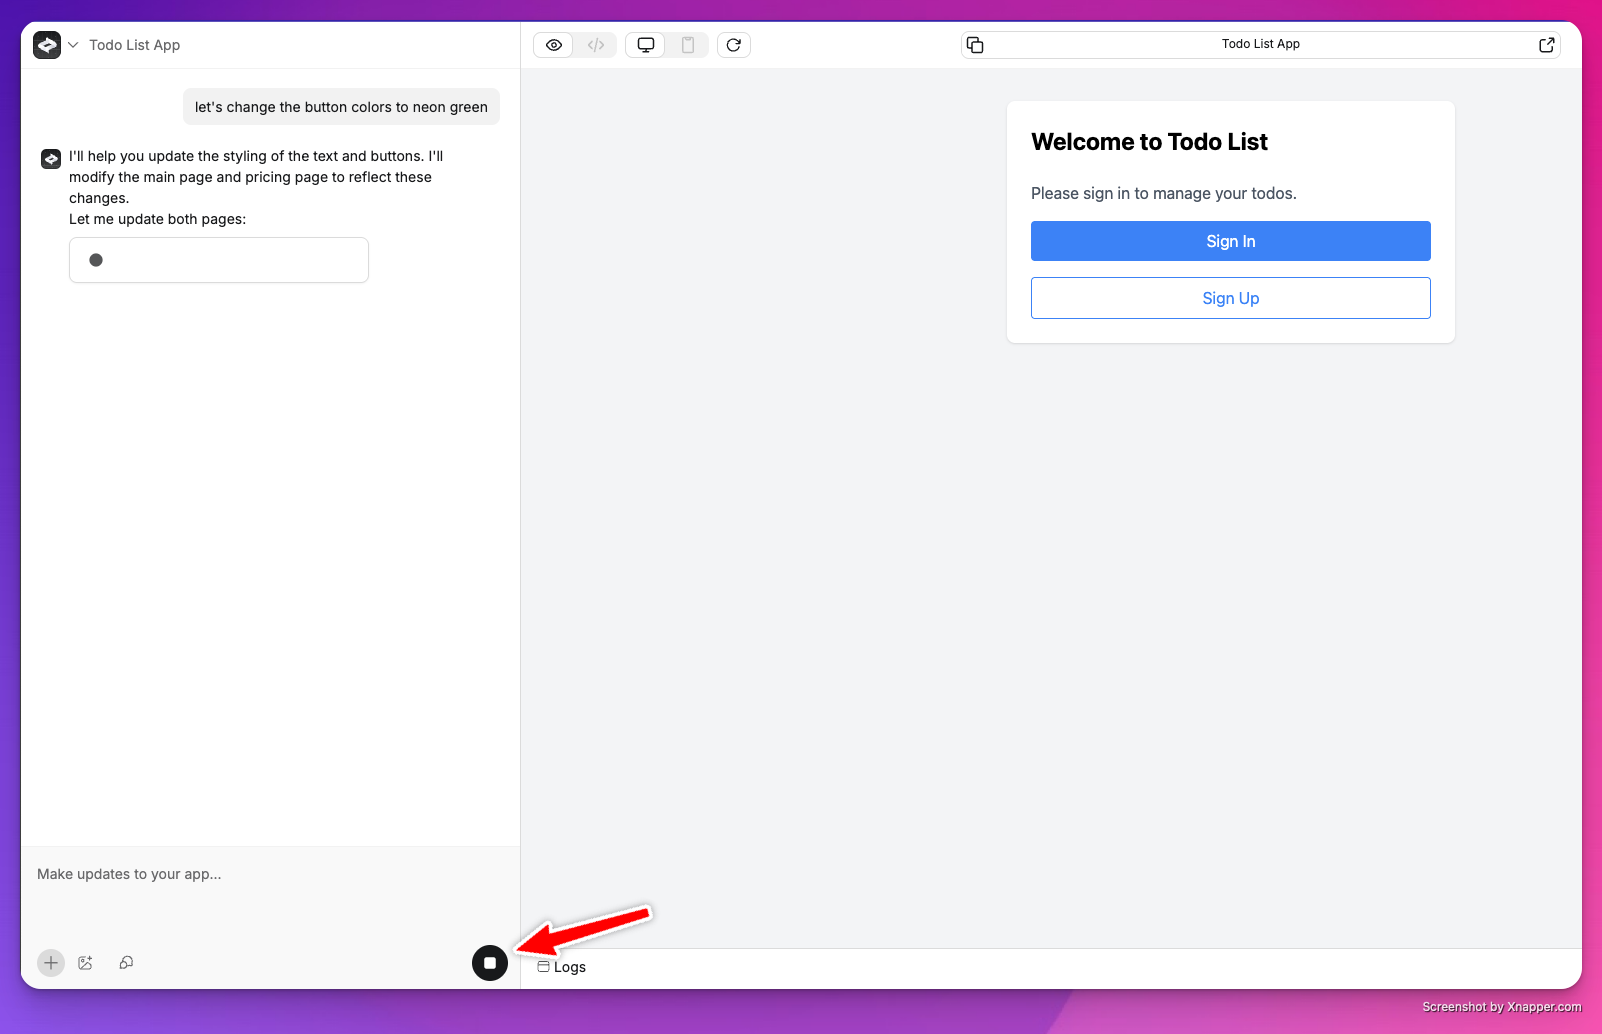 Todo List App
let's change the button colors to neon green
I'll help you update the styling of the text and buttons. I'll
modify the main page and pricing page to reflect these
changes.
Let me update both pages:
Make updates to your app...
Todo List App
Welcome to Todo List
Please sign in to manage your todos.
Sign In
Sign Up
Logs
Screenshot by Xnapper.com